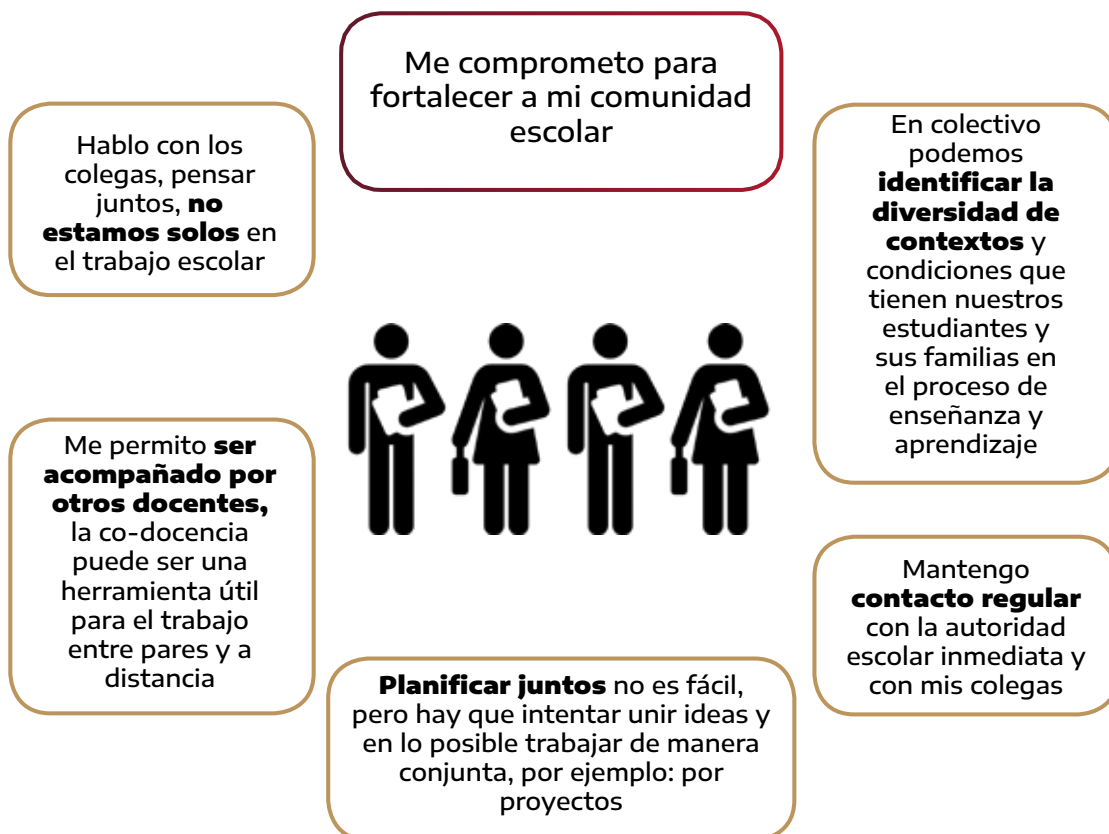 Me comprometo para
fortalecer a mi comunidad
escolar
Hablo con los
colegas, pensar
juntos, no
estamos solos en
el trabajo escolar
En colectivo
podemos
identificar la
diversidad de
contextos y
condiciones que
tienen nuestros
estudiantes y
sus familias en
el proceso de
enseñanza y
aprendizaje
Me permito ser
acompañado por
otros docentes,
la co-docencia
puede ser una
herramienta útil
para el trabajo
entre pares y a
distancia
Mantengo
contacto regular
con la autoridad
escolar inmediata y
con mis colegas
Planificar juntos no es fácil,
pero hay que intentar unir ideas y
en lo posible trabajar de manera
conjunta, por ejemplo: por
proyectos